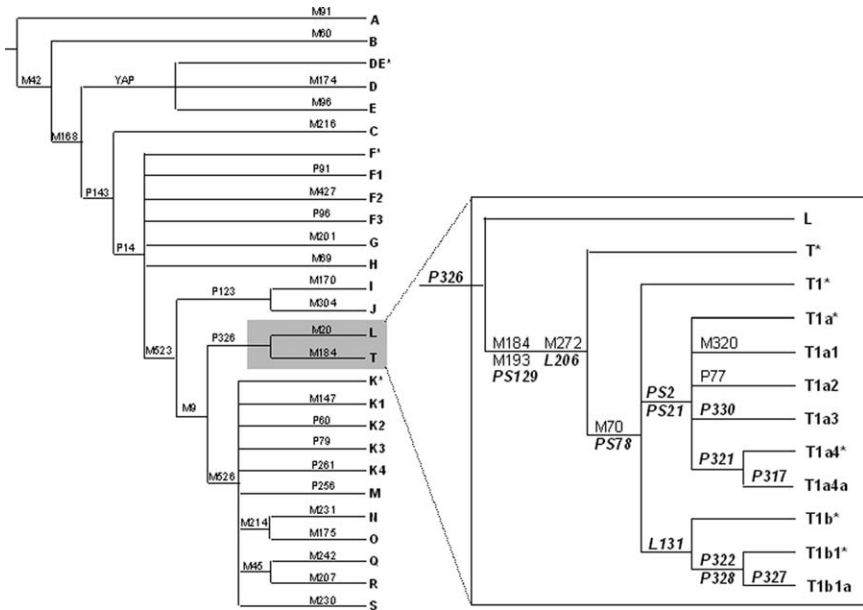 M91 A
M60 B
DE*
M42 YAP M174 D
M96 E
M216 C
M168 F*
P91 F1
P143 M427 F2
P96 F3
M201 G
P14 M69 H
M170 I
P123 M304 J
M20 L
P326
M523 M184 T
K*
M147 K1
M9 P60 K2
P79 K3
P261 K4
M526 P256 M
M231 N
M214 M175 O
M242 Q
M45 M207 R
M230 S
L
T*
P326
T1*
T1a*
M184 M272 M320 T1a1
M193 L206
PS129 P77 T1a2
PS2
PS21 P330 T1a3
M70
PS78 P321 T1a4*
P317 T1a4a
T1b*
L131 P322 T1b1*
P328 P327 T1b1a